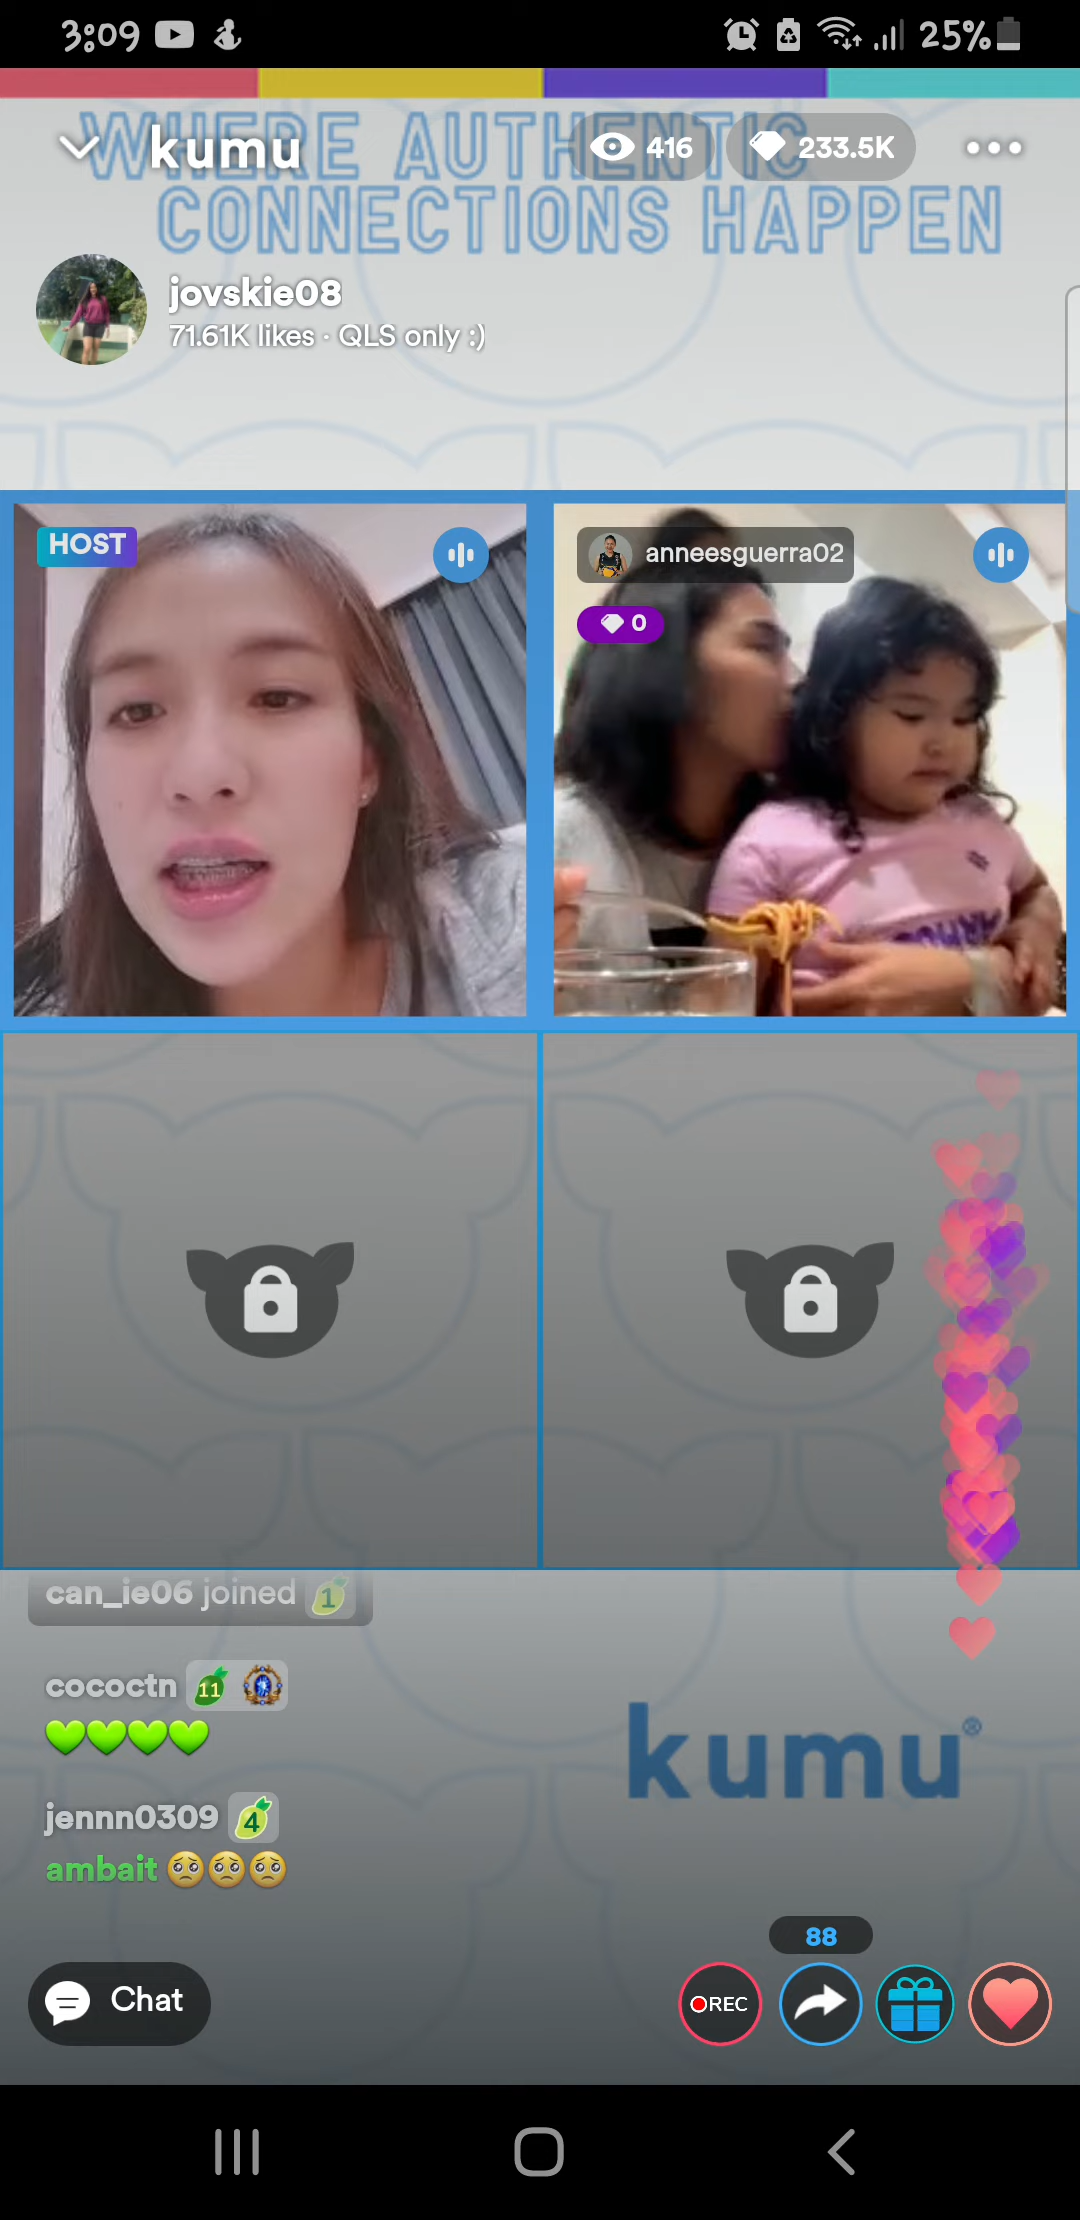 3:09 25%
WHERE AUTHENTIC
kumu 416 233.5K
CONNECTIONS HAPPEN
jovskie08
71.61K likes · QLS only :)
HOST
anneesguerra02
0
can_ie06 joined 1
cococtn 11
💚💚💚💚
jennn0309 4
ambait 🥺🥺🥺
kumu®
88
Chat
REC